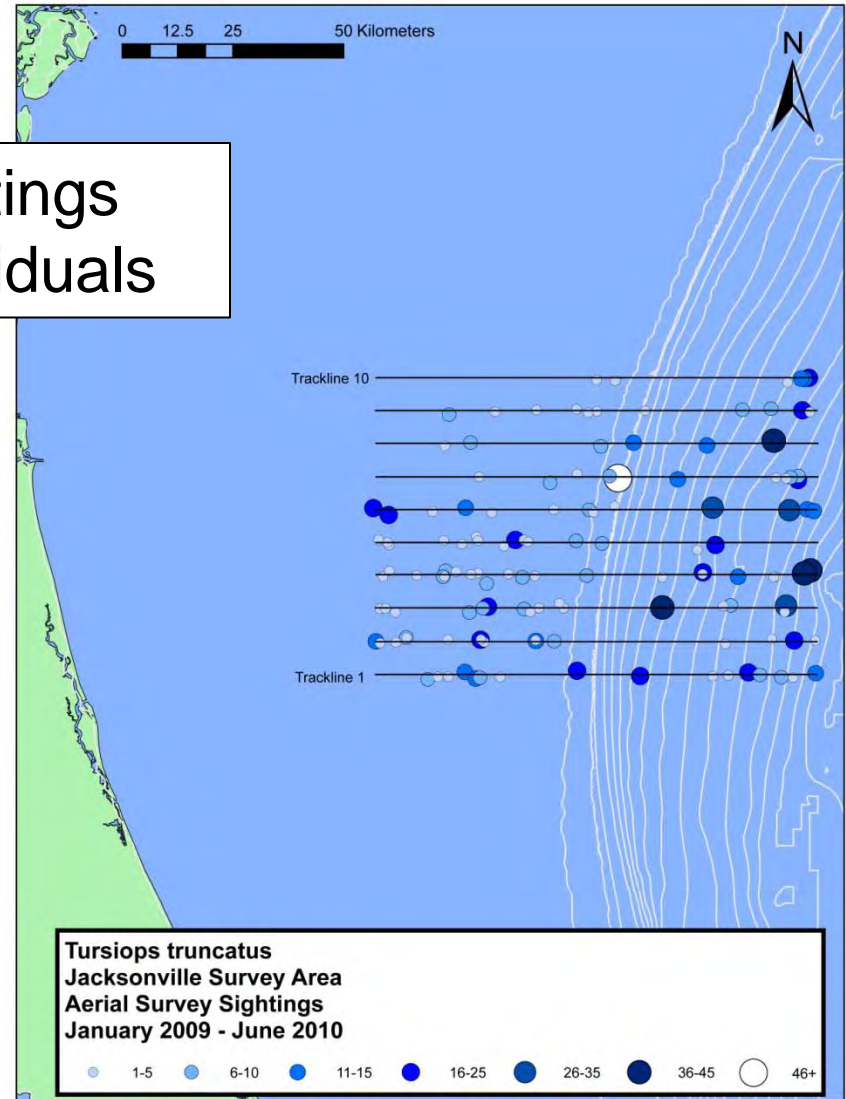 0 12.5 25 50 Kilometers
N
duals
Trackline 10
Trackline 1
Tursiops truncatus
Jacksonville Survey Area
Aerial Survey Sightings
January 2009 - June 2010
1-5 6-10 11-15 16-25 26-35 36-45 46+